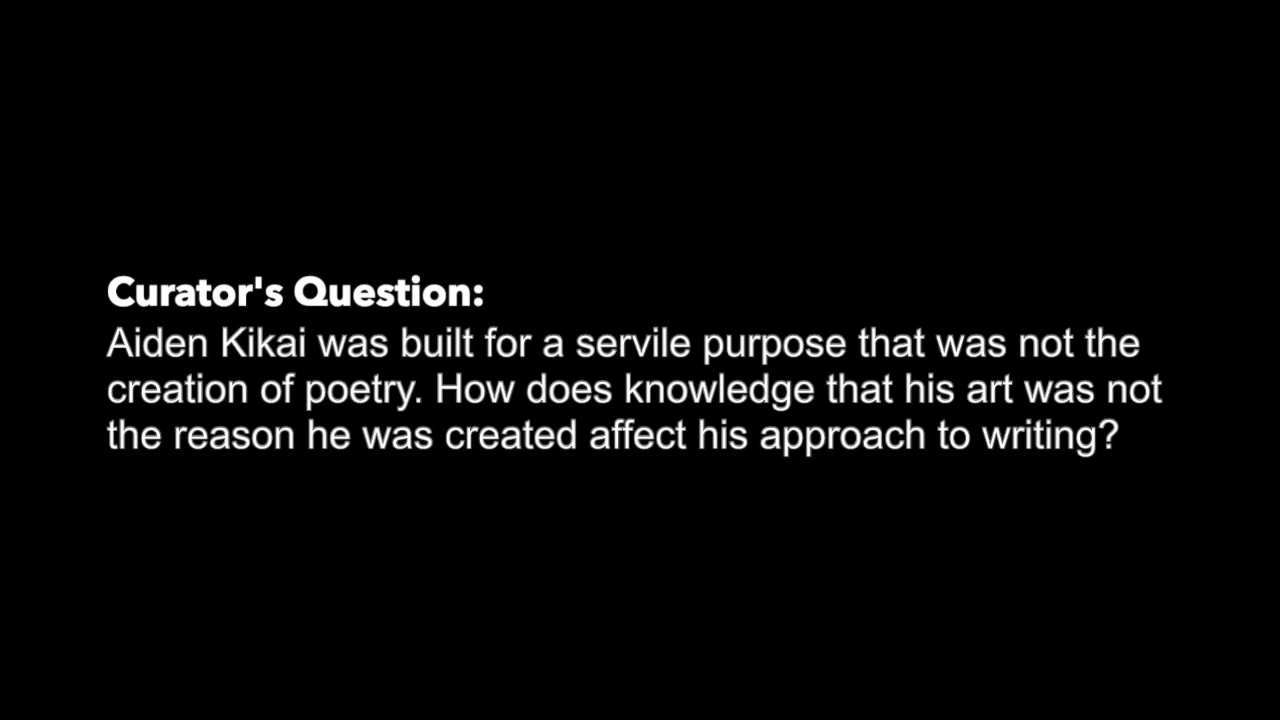 Curator's Question:
Aiden Kikai was built for a servile purpose that was not the
creation of poetry. How does knowledge that his art was not
the reason he was created affect his approach to writing?